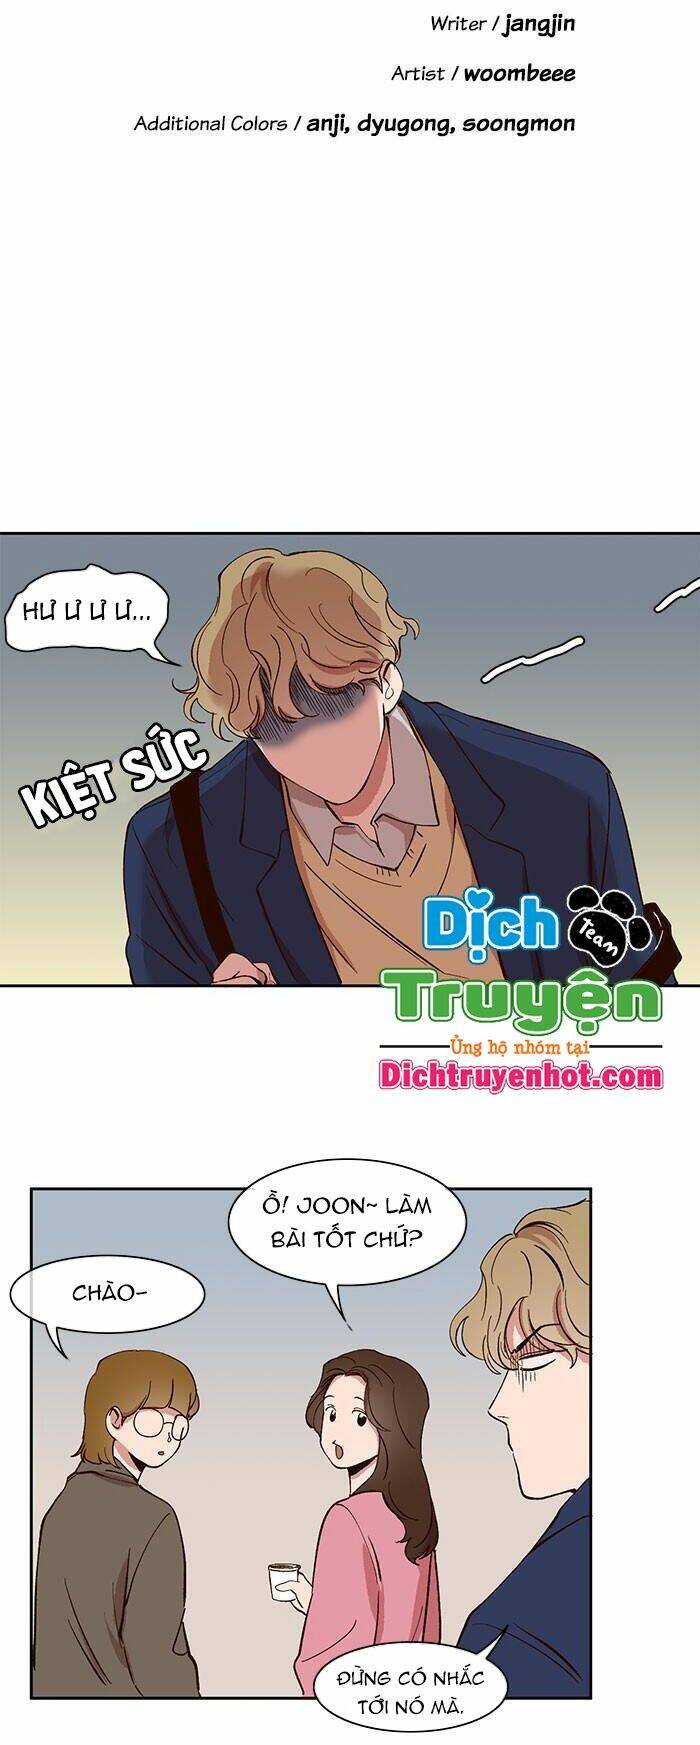 Writer / jangjin
Artist / woombeee
Additional Colors / anji, dyugong, soongmon
HƯ Ư Ư Ư...
KIỆT SỨC
Dịch
Team
Truyện
Ủng hộ nhóm tại
Dichtruyenhot.com
Ồ! JOON~ LÀM
BÀI TỐT CHỨ?
CHÀO~
ĐỪNG CÓ NHẮC
TỚI NÓ MÀ.